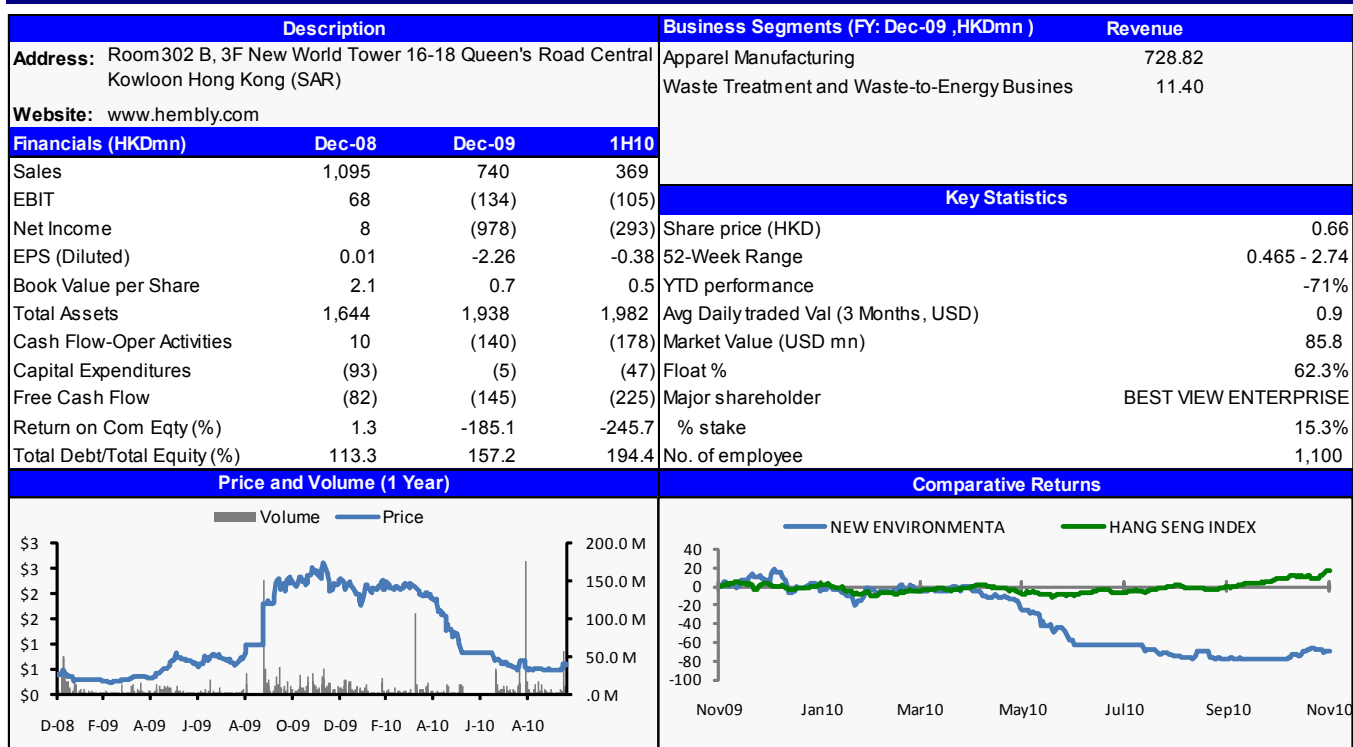 Description
Address: Room302 B, 3F New World Tower 16-18 Queen's Road Central
Kowloon Hong Kong (SAR)
Website: www.hembly.com
Financials (HKDmn) Dec-08 Dec-09 1H10
Sales 1,095 740 369
EBIT 68 (134) (105)
Net Income 8 (978) (293)
EPS (Diluted) 0.01 -2.26 -0.38
Book Value per Share 2.1 0.7 0.5
Total Assets 1,644 1,938 1,982
Cash Flow-Oper Activities 10 (140) (178)
Capital Expenditures (93) (5) (47)
Free Cash Flow (82) (145) (225)
Return on Com Eqty (%) 1.3 -185.1 -245.7
Total Debt/Total Equity (%) 113.3 157.2 194.4
Business Segments (FY: Dec-09 ,HKDmn ) Revenue
Apparel Manufacturing 728.82
Waste Treatment and Waste-to-Energy Busines 11.40
Key Statistics
Share price (HKD) 0.66
52-Week Range 0.465 - 2.74
YTD performance -71%
Avg Daily traded Val (3 Months, USD) 0.9
Market Value (USD mn) 85.8
Float % 62.3%
Major shareholder BEST VIEW ENTERPRISE
% stake 15.3%
No. of employee 1,100
Price and Volume (1 Year)
Volume Price
$3 200.0 M
$3
$2 150.0 M
$2 100.0 M
$1
$1 50.0 M
$0 .0 M
D-08 F-09 A-09 J-09 A-09 O-09 D-09 F-10 A-10 J-10 A-10
Comparative Returns
NEW ENVIRONMENTA HANG SENG INDEX
40
20
0
-20
-40
-60
-80
-100
Nov09 Jan10 Mar10 May10 Jul10 Sep10 Nov10